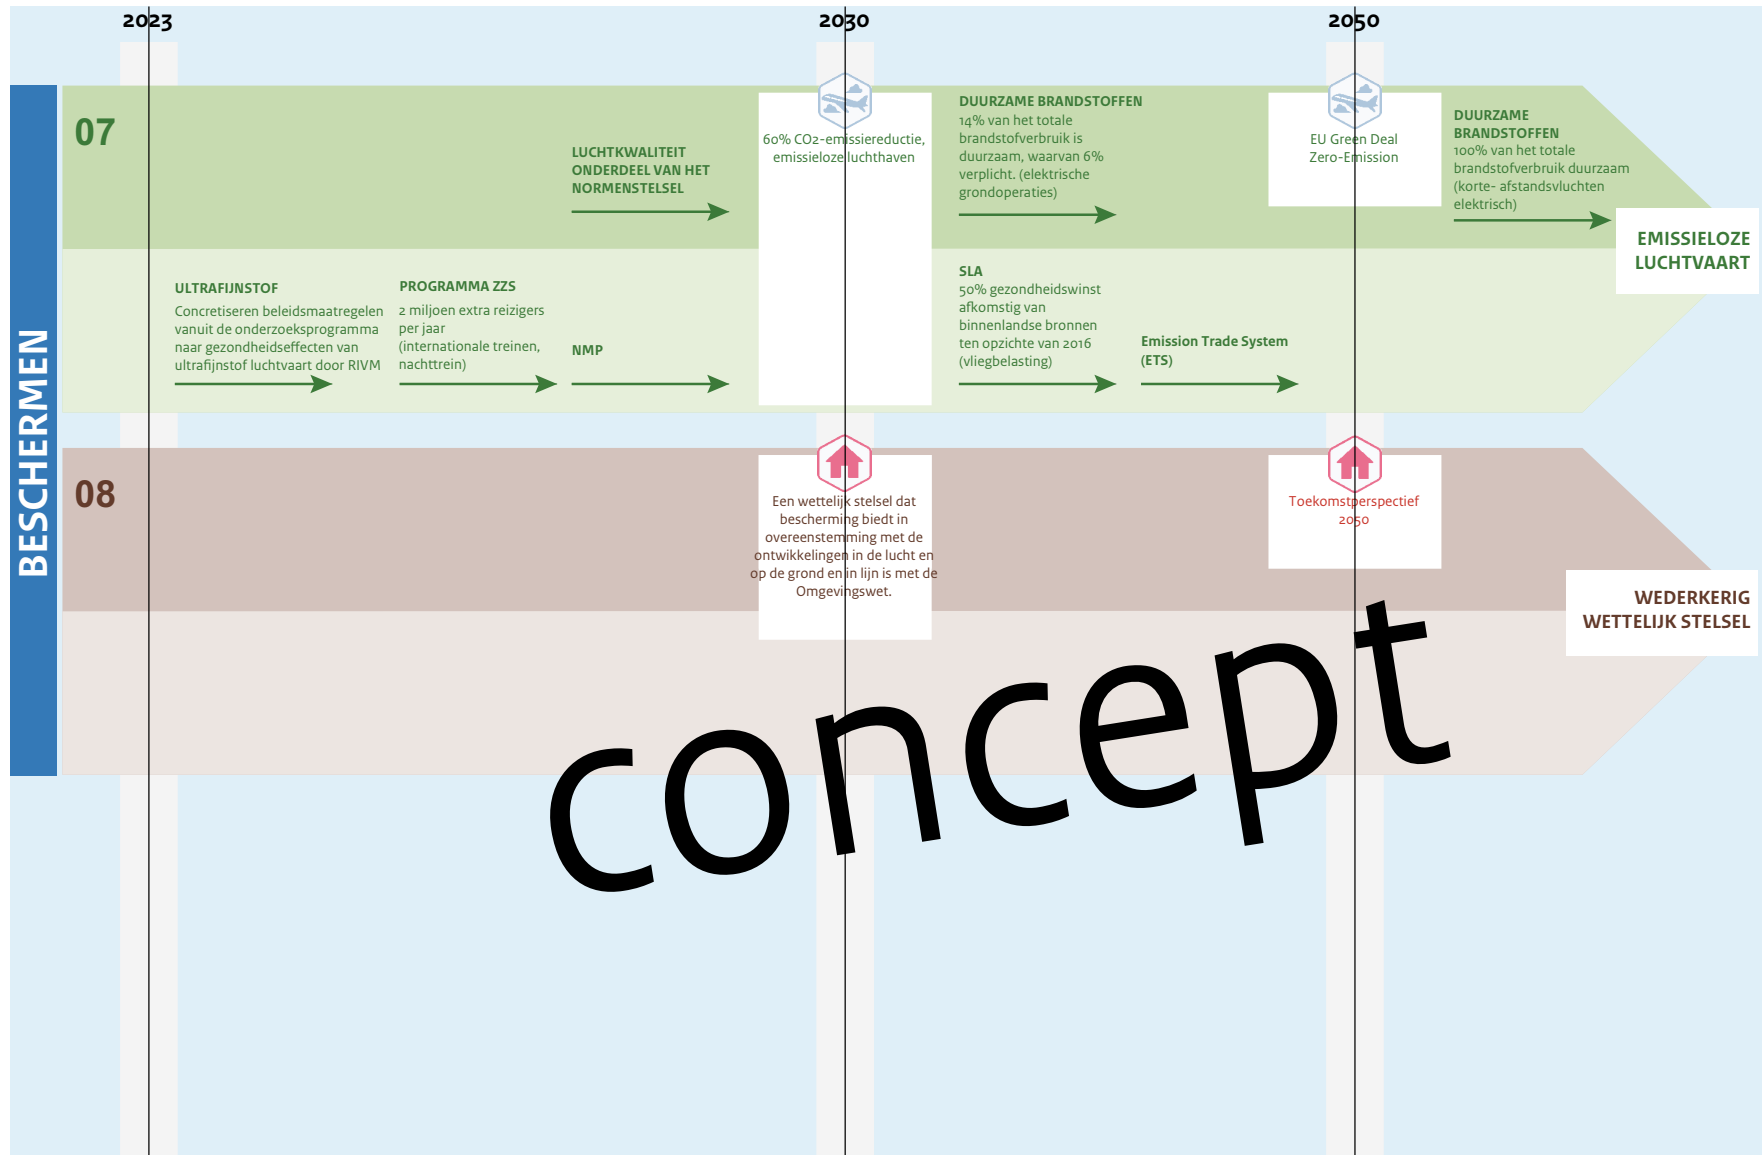 2023
2030
2050
BESCHERMEN
07
LUCHTKWALITEIT
ONDERDEEL VAN HET
NORMENSTELSEL
60% CO2-emissiereductie,
emissieloze luchthaven
DUURZAME BRANDSTOFFEN
14% van het totale
brandstofverbruik is
duurzaam, waarvan 6%
verplicht. (elektrische
grondoperaties)
EU Green Deal
Zero-Emission
DUURZAME
BRANDSTOFFEN
100% van het totale
brandstofverbruik duurzaam
(korte- afstandsvluchten
elektrisch)
EMISSIELOZE
LUCHTVAART
ULTRAFIJNSTOF
Concretiseren beleidsmaatregelen
vanuit de onderzoeksprogramma
naar gezondheidseffecten van
ultrafijnstof luchtvaart door RIVM
PROGRAMMA ZZS
2 miljoen extra reizigers
per jaar
(internationale treinen,
nachttrein)
NMP
SLA
50% gezondheidswinst
afkomstig van
binnenlandse bronnen
ten opzichte van 2016
(vliegbelasting)
Emission Trade System
(ETS)
08
Een wettelijk stelsel dat
bescherming biedt in
overeenstemming met de
ontwikkelingen in de lucht en
op de grond en in lijn is met de
Omgevingswet.
Toekomstperspectief
2050
WEDERKERIG
WETTELIJK STELSEL
concept